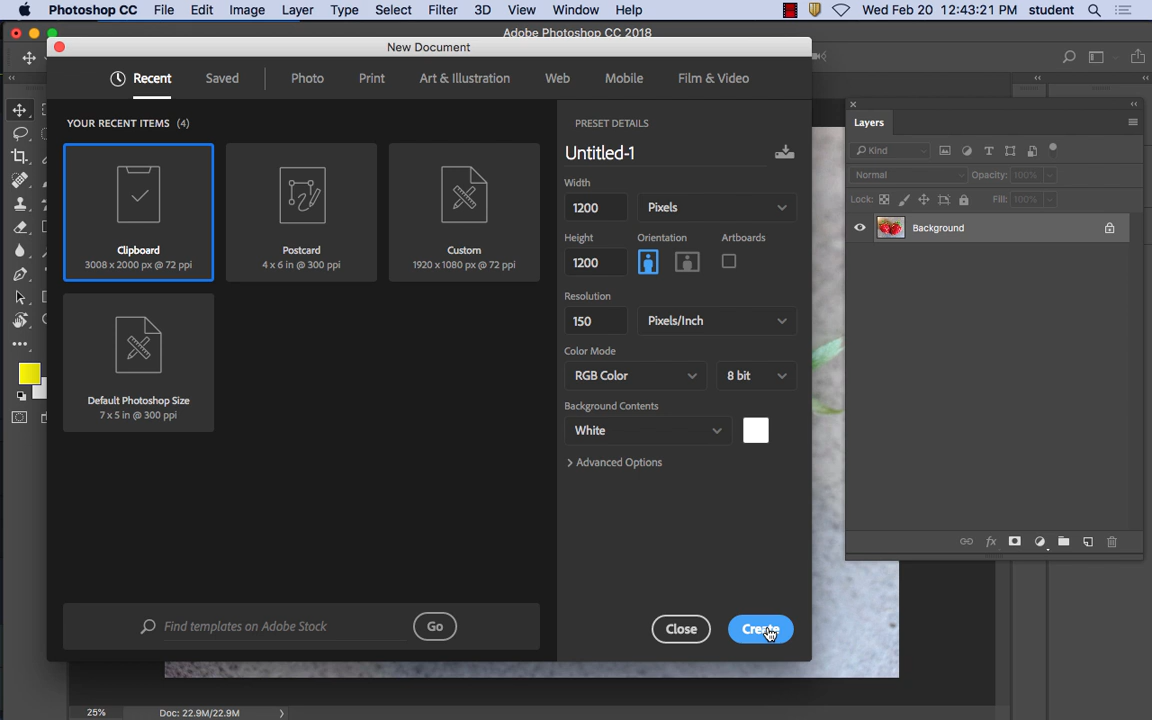 Photoshop CC File Edit Image Layer Type Select Filter 3D View Window Help Wed Feb 20 12:43:21 PM student
Adobe Photoshop CC 2018
New Document
Recent Saved Photo Print Art & Illustration Web Mobile Film & Video
YOUR RECENT ITEMS (4)
Clipboard
3008 x 2000 px @ 72 ppi
Postcard
4 x 6 in @ 300 ppi
Custom
1920 x 1080 px @ 72 ppi
Default Photoshop Size
7 x 5 in @ 300 ppi
Find templates on Adobe Stock Go
PRESET DETAILS
Untitled-1
Width
1200 Pixels
Height Orientation Artboards
1200
Resolution
150 Pixels/Inch
Color Mode
RGB Color 8 bit
Background Contents
White
Advanced Options
Close Create
Layers
Kind
Normal Opacity: 100%
Lock: Fill: 100%
Background
25% Doc: 22.9M/22.9M